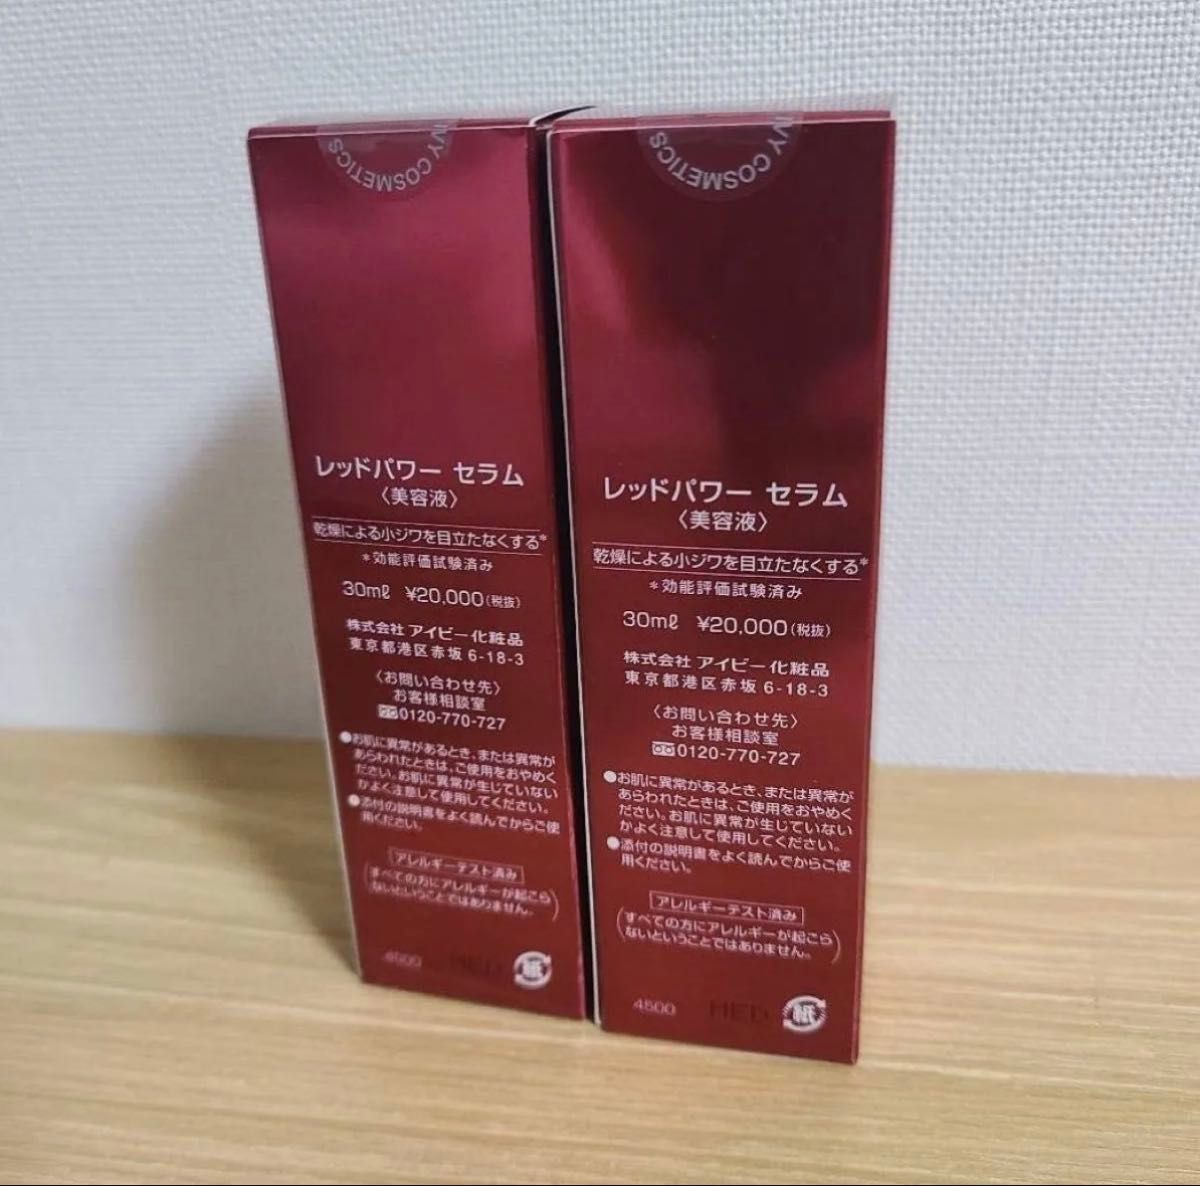 IVY COSMETICS
レッドパワー セラム
〈美容液〉
乾燥による小ジワを目立たなくする*
*効能評価試験済み
30mℓ ¥20,000(税抜)
株式会社 アイビー化粧品
東京都港区赤坂 6-18-3
〈お問い合わせ先〉
お客様相談室
0120-770-727
●お肌に異常があるとき、または異常が
あらわれたときは、ご使用をおやめく
ださい。お肌に異常が生じていない
かよく注意して使用してください。
●添付の説明書をよく読んでからご使
用ください。
アレルギーテスト済み
(すべての方にアレルギーが起こら
ないということではありません。)
4500
紙
IVY COSMETICS
レッドパワー セラム
〈美容液〉
乾燥による小ジワを目立たなくする*
*効能評価試験済み
30mℓ ¥20,000(税抜)
株式会社 アイビー化粧品
東京都港区赤坂 6-18-3
〈お問い合わせ先〉
お客様相談室
0120-770-727
●お肌に異常があるとき、または異常が
あらわれたときは、ご使用をおやめく
ださい。お肌に異常が生じていない
かよく注意して使用してください。
●添付の説明書をよく読んでからご使
用ください。
アレルギーテスト済み
(すべての方にアレルギーが起こら
ないということではありません。)
4500
紙